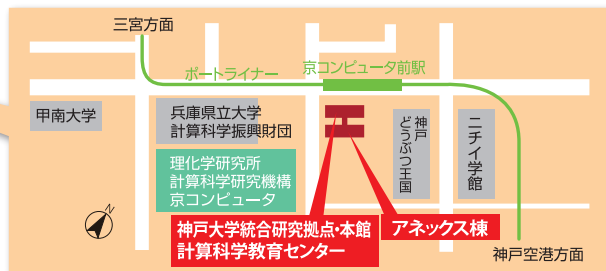 三宮方面
ポートライナー
京コンピュータ前駅
甲南大学
兵庫県立大学
計算科学振興財団
神戸
どうぶつ王国
ニチイ学館
理化学研究所
計算科学研究機構
京コンピュータ
N
神戸大学統合研究拠点・本館
計算科学教育センター
アネックス棟
神戸空港方面